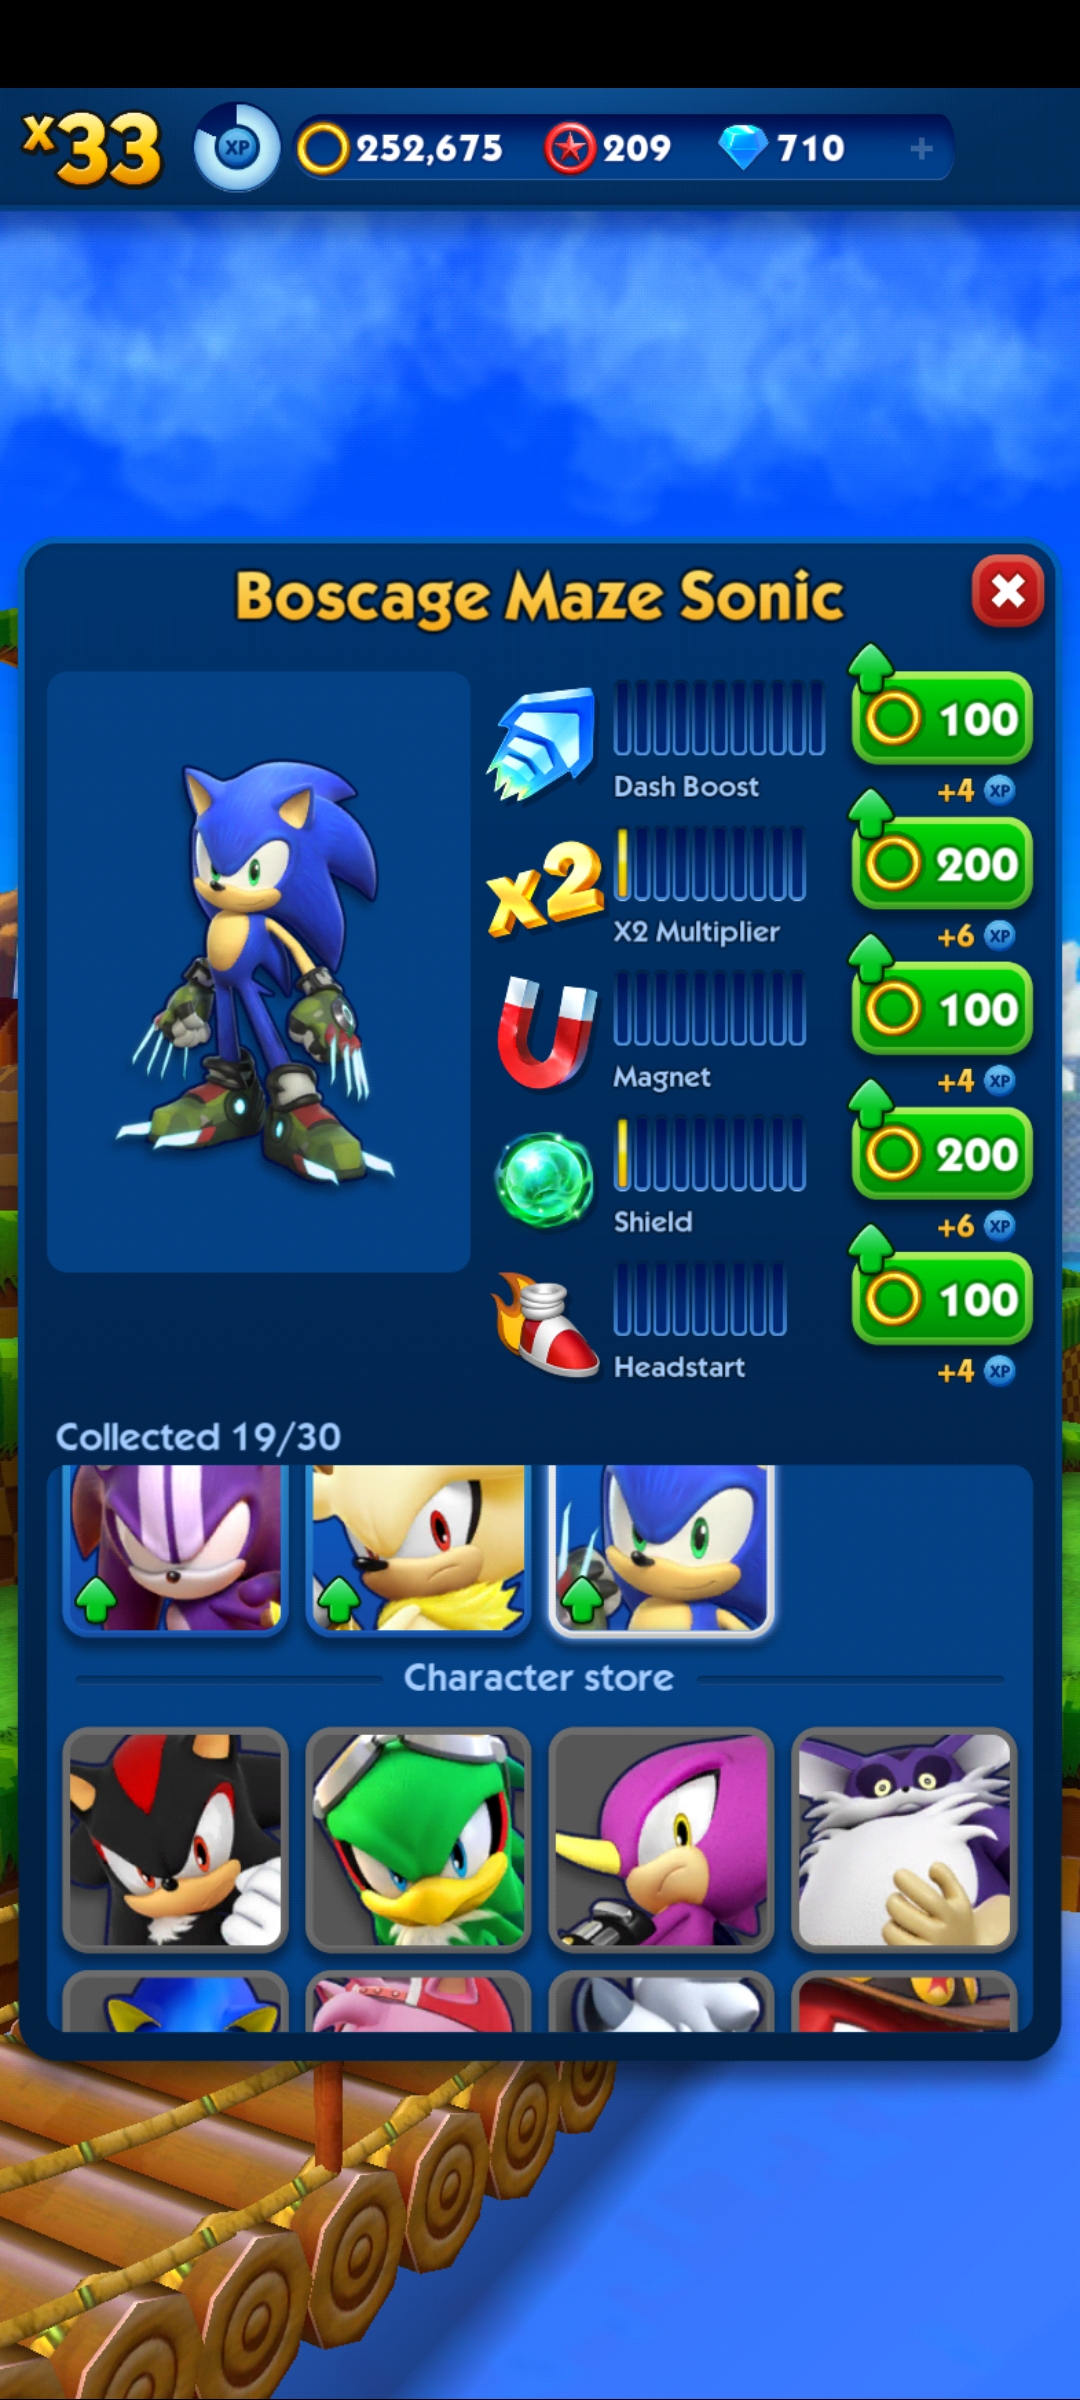 x33 XP 252,675 209 710 +
Boscage Maze Sonic
100
Dash Boost
+4 XP
x2
200
X2 Multiplier
+6 XP
100
Magnet
+4 XP
200
Shield
+6 XP
100
Headstart
+4 XP
Collected 19/30
Character store